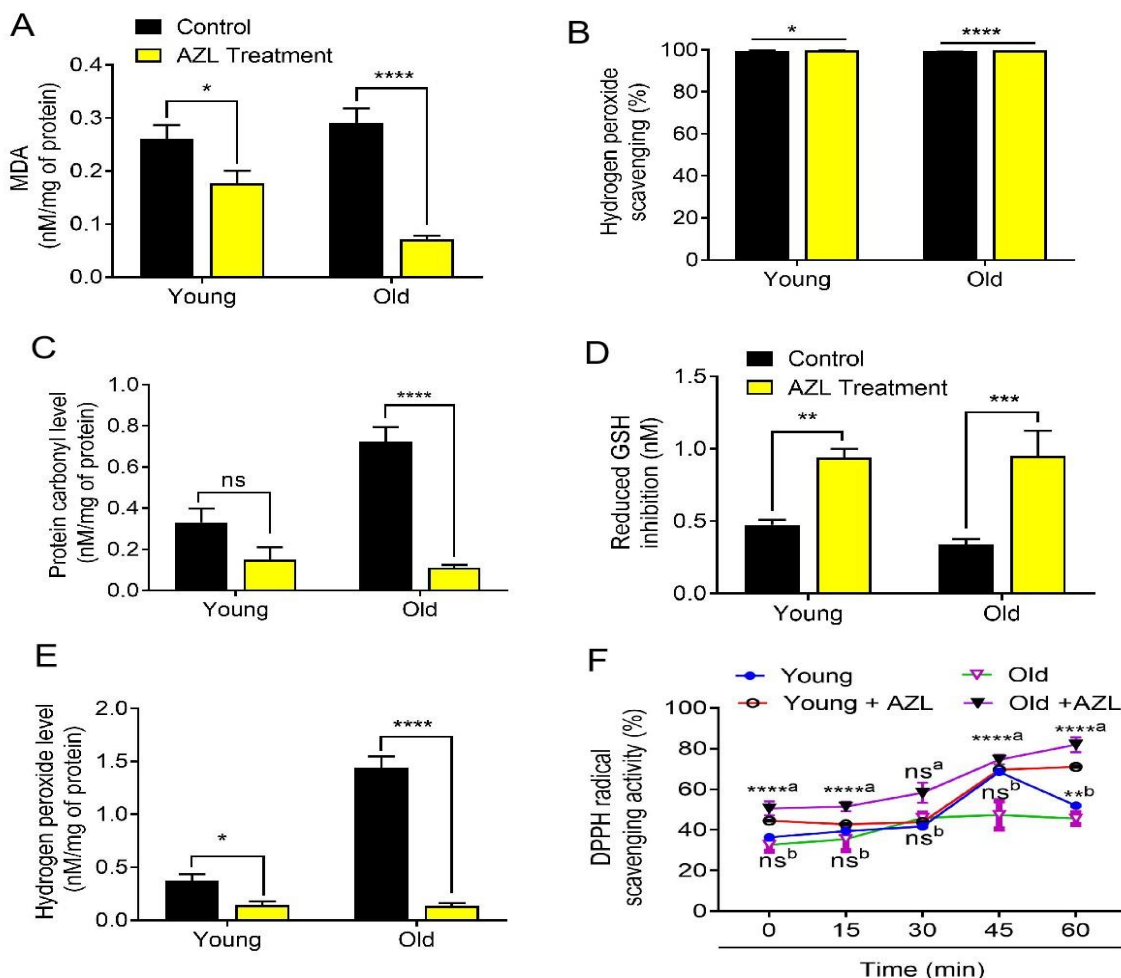 A
Control
AZL Treatment
MDA
(nM/mg of protein)
0.4
0.3
0.2
0.1
0.0
*
****
Young
Old
B
Hydrogen peroxide
scavenging (%)
100
80
60
40
20
0
*
****
Young
Old
C
Protein carbonyl level
(nM/mg of protein)
1.0
0.8
0.6
0.4
0.2
0.0
ns
****
Young
Old
D
Control
AZL Treatment
Reduced GSH
inhibition (nM)
1.5
1.0
0.5
0.0
**
***
Young
Old
E
Hydrogen peroxide level
(nM/mg of protein)
2.0
1.5
1.0
0.5
0.0
*
****
Young
Old
F
Young
Old
Young + AZL
Old +AZL
DPPH radical
scavenging activity (%)
100
80
60
40
20
0
****a
****a
ns a
****a
****a
ns b
ns b
ns b
ns b
**b
0 15 30 45 60
Time (min)